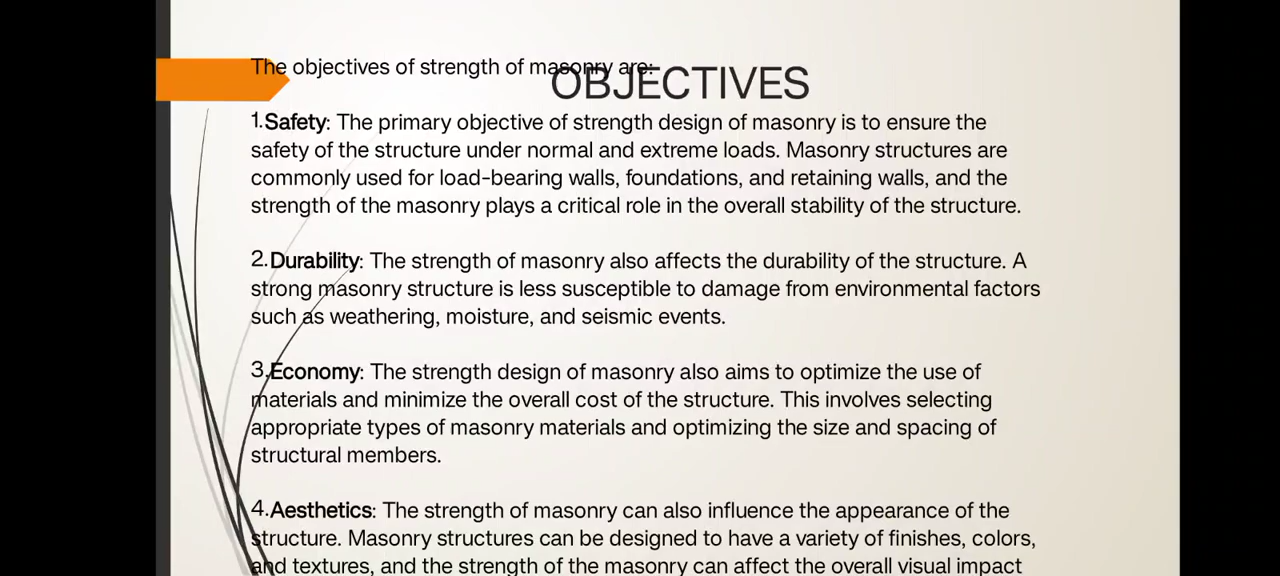 The objectives of strength of masonry are:
OBJECTIVES
1.Safety: The primary objective of strength design of masonry is to ensure the
safety of the structure under normal and extreme loads. Masonry structures are
commonly used for load-bearing walls, foundations, and retaining walls, and the
strength of the masonry plays a critical role in the overall stability of the structure.
2.Durability: The strength of masonry also affects the durability of the structure. A
strong masonry structure is less susceptible to damage from environmental factors
such as weathering, moisture, and seismic events.
3.Economy: The strength design of masonry also aims to optimize the use of
materials and minimize the overall cost of the structure. This involves selecting
appropriate types of masonry materials and optimizing the size and spacing of
structural members.
4.Aesthetics: The strength of masonry can also influence the appearance of the
structure. Masonry structures can be designed to have a variety of finishes, colors,
and textures, and the strength of the masonry can affect the overall visual impact